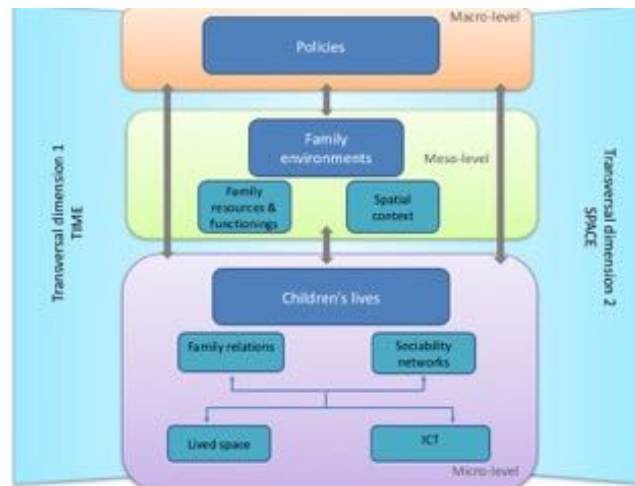 Macro-level
Policies
Family
environments
Meso-level
Family
resources &
functionings
Spatial
context
Transversal dimension 1
TIME
Transversal dimension 2
SPACE
Children's lives
Family relations
Sociability
networks
Lived space
ICT
Micro-level